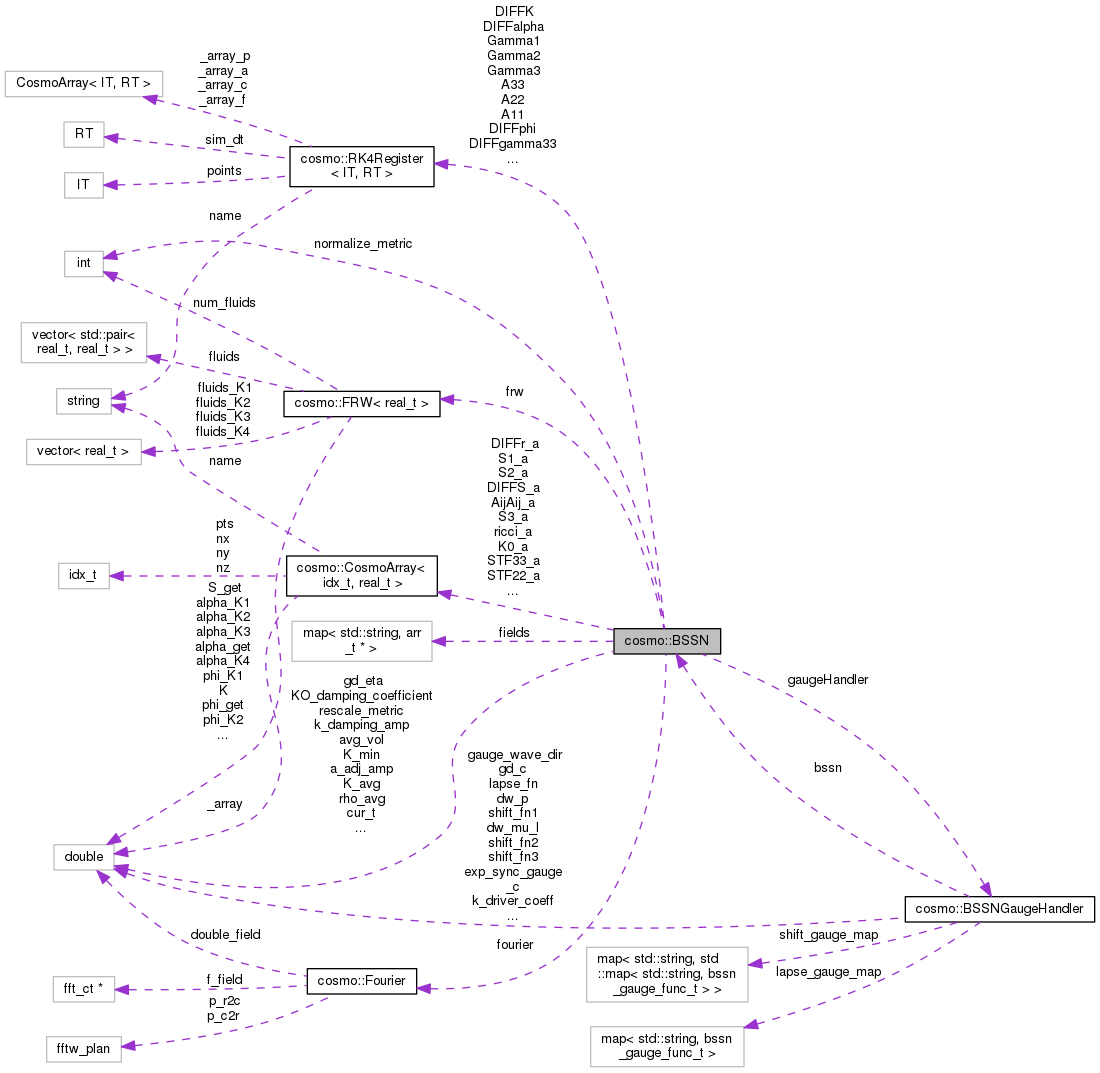 DIFFK
DIFFalpha
Gamma1
Gamma2
Gamma3
A33
A22
A11
DIFFphi
DIFFgamma33
...
_array_p
_array_a
_array_c
_array_f
CosmoArray< IT, RT >
RT
sim_dt
cosmo::RK4Register
< IT, RT >
IT
points
name
normalize_metric
int
num_fluids
vector< std::pair<
real_t, real_t > >
fluids
string
fluids_K1
fluids_K2
fluids_K3
fluids_K4
cosmo::FRW< real_t >
frw
vector< real_t >
name
DIFFr_a
S1_a
S2_a
DIFFS_a
AijAij_a
S3_a
ricci_a
K0_a
STF33_a
STF22_a
...
pts
nx
ny
nz
idx_t
cosmo::CosmoArray<
idx_t, real_t >
S_get
alpha_K1
alpha_K2
alpha_K3
alpha_get
alpha_K4
phi_K1
K
phi_get
phi_K2
...
map< std::string, arr
_t * >
fields
cosmo::BSSN
gaugeHandler
bssn
gd_eta
KO_damping_coefficient
rescale_metric
k_damping_amp
avg_vol
K_min
a_adj_amp
K_avg
rho_avg
cur_t
...
gauge_wave_dir
gd_c
lapse_fn
dw_p
shift_fn1
dw_mu_l
shift_fn2
shift_fn3
exp_sync_gauge
_c
k_driver_coeff
...
_array
double
cosmo::BSSNGaugeHandler
double_field
fourier
shift_gauge_map
map< std::string, std
::map< std::string, bssn
_gauge_func_t > >
lapse_gauge_map
fft_ct *
f_field
cosmo::Fourier
p_r2c
p_c2r
fftw_plan
map< std::string, bssn
_gauge_func_t >